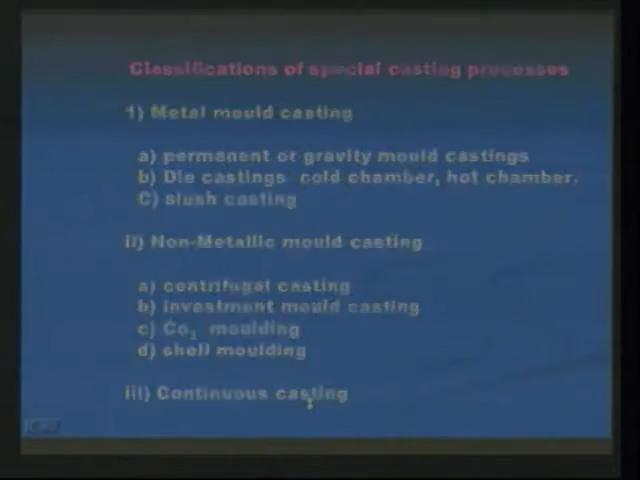 Classifications of special casting processes
1) Metal mould casting
a) permanent or gravity mould castings
b) Die castings cold chamber, hot chamber.
C) slush casting
ii) Non-Metallic mould casting
a) centrifugal casting
b) investment mould casting
c) Co₂ moulding
d) shell moulding
iii) Continuous casting